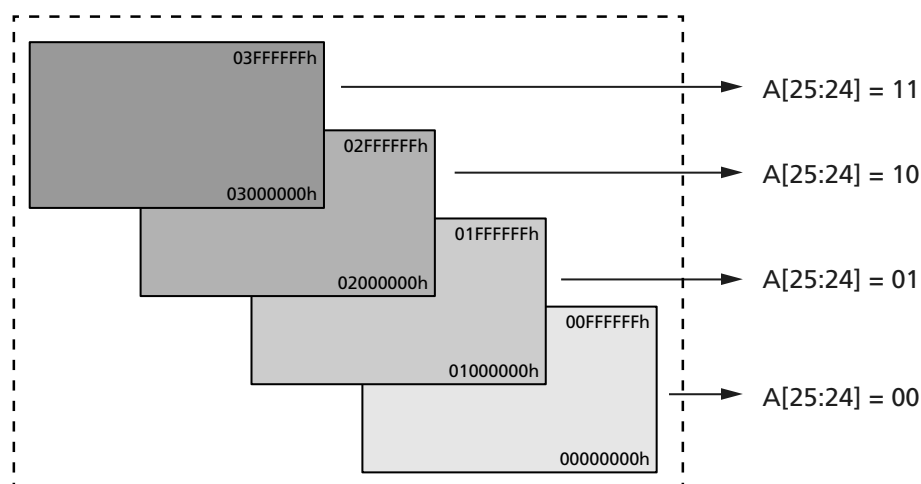 03FFFFFFh
A[25:24] = 11
02FFFFFFh
A[25:24] = 10
03000000h
01FFFFFFh
A[25:24] = 01
02000000h
00FFFFFFh
01000000h
A[25:24] = 00
00000000h